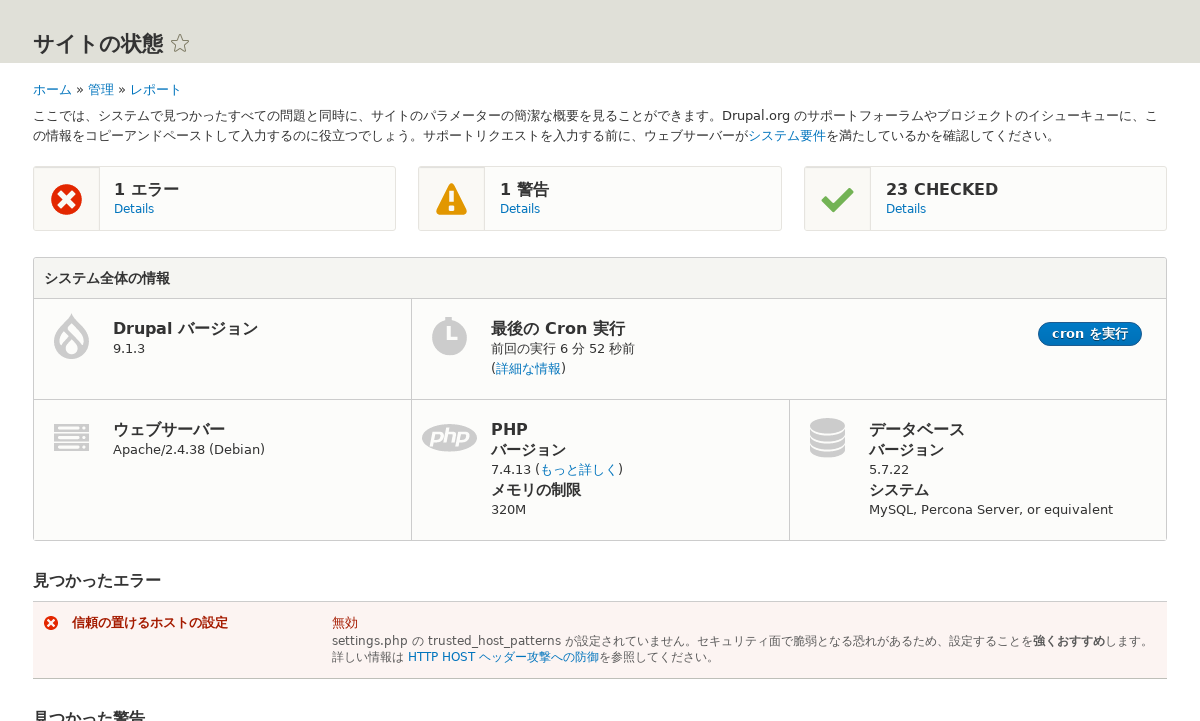 サイトの状態
ホーム » 管理 » レポート
ここでは、システムで見つかったすべての問題と同時に、サイトのパラメーターの簡潔な概要を見ることができます。Drupal.org のサポートフォーラムやプロジェクトのイシューキューに、こ
の情報をコピーアンドペーストして入力するのに役立つでしょう。サポートリクエストを入力する前に、ウェブサーバーがシステム要件を満たしているかを確認してください。
1 エラー
Details
1 警告
Details
23 CHECKED
Details
システム全体の情報
Drupal バージョン
9.1.3
最後の Cron 実行
前回の実行 6 分 52 秒前
(詳細な情報)
cron を実行
ウェブサーバー
Apache/2.4.38 (Debian)
php
PHP
バージョン
7.4.13 (もっと詳しく)
メモリの制限
320M
データベース
バージョン
5.7.22
システム
MySQL, Percona Server, or equivalent
見つかったエラー
信頼の置けるホストの設定
無効
settings.php の trusted_host_patterns が設定されていません。セキュリティ面で脆弱となる恐れがあるため、設定することを強くおすすめします。
詳しい情報は HTTP HOST ヘッダー攻撃への防御を参照してください。
見つかった警告